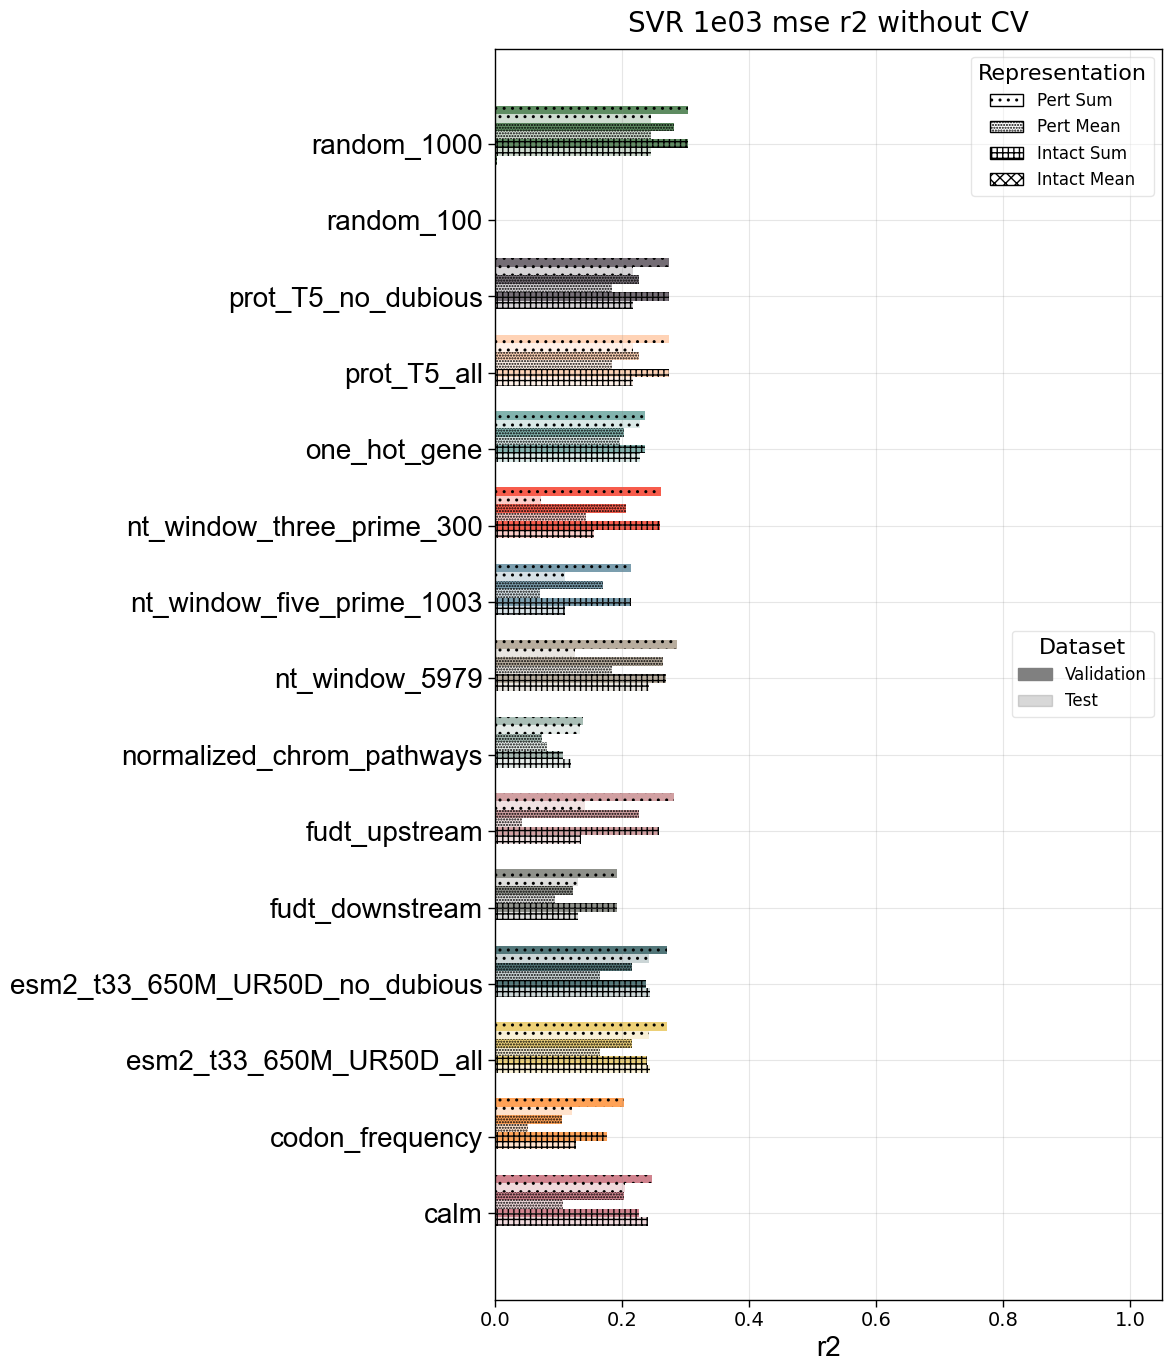 SVR 1e03 mse r2 without CV
Representation
Pert Sum
Pert Mean
Intact Sum
Intact Mean
random_1000
random_100
prot_T5_no_dubious
prot_T5_all
one_hot_gene
nt_window_three_prime_300
nt_window_five_prime_1003
Dataset
Validation
Test
nt_window_5979
normalized_chrom_pathways
fudt_upstream
fudt_downstream
esm2_t33_650M_UR50D_no_dubious
esm2_t33_650M_UR50D_all
codon_frequency
calm
0.0 0.2 0.4 0.6 0.8 1.0
r2